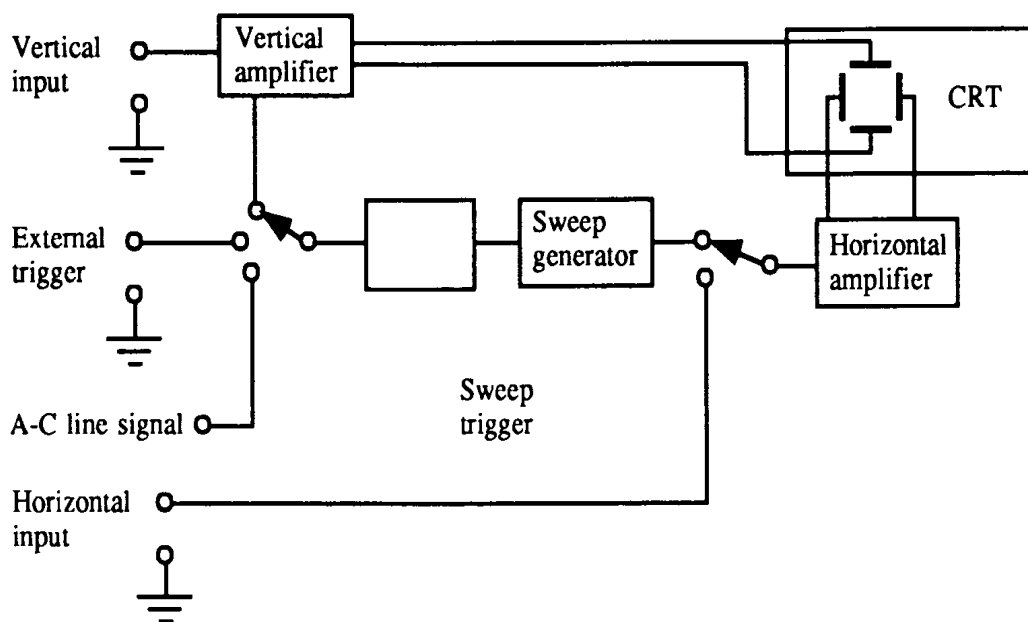 Vertical
input
Vertical
amplifier
CRT
External
trigger
Sweep
generator
Horizontal
amplifier
A-C line signal
Sweep
trigger
Horizontal
input